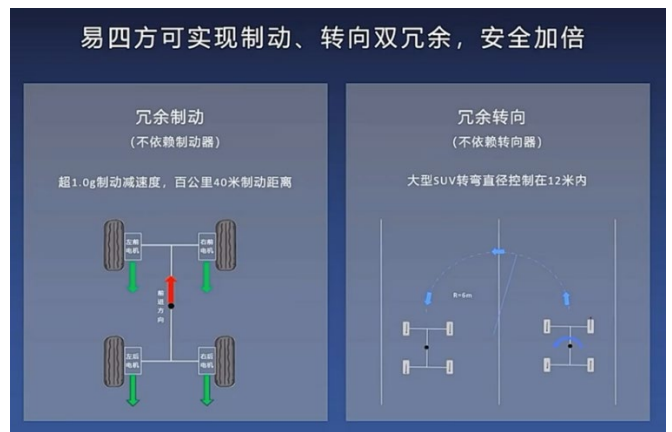 易四方可实现制动、转向双冗余，安全加倍
冗余制动
(不依赖制动器)
超1.0g制动减速度，百公里40米制动距离
左前
电机
右前
电机
前进方向
左后
电机
右后
电机
冗余转向
(不依赖转向器)
大型SUV转弯直径控制在12米内
R=6m